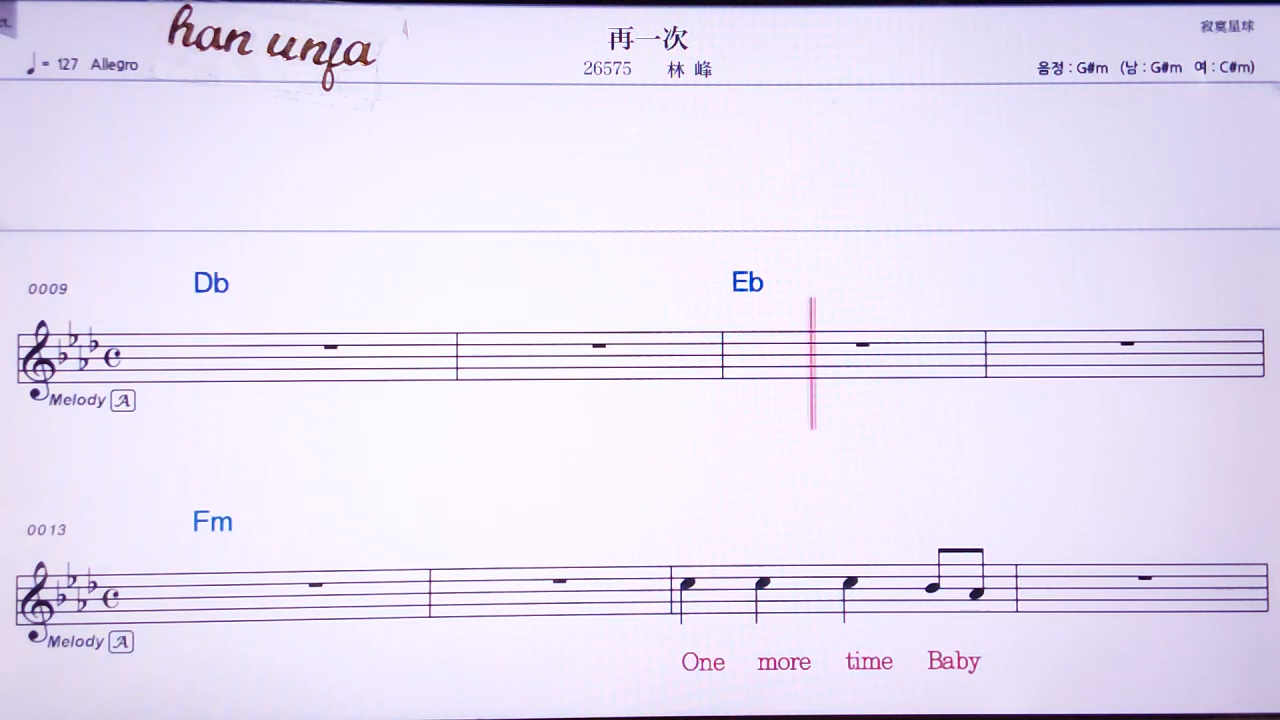 han unfa
再一次
寂寞星球
♩= 127 Allegro
26575 林 峰
음정 : G#m (남 : G#m 여 : C#m)
0009
Db Eb
Melody A
0013
Fm
Melody A
One more time Baby